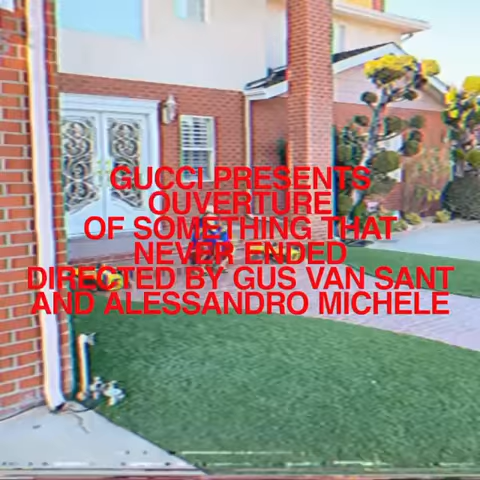 GUCCI PRESENTS
OUVERTURE
OF SOMETHING THAT
NEVER ENDED
DIRECTED BY GUS VAN SANT
AND ALESSANDRO MICHELE